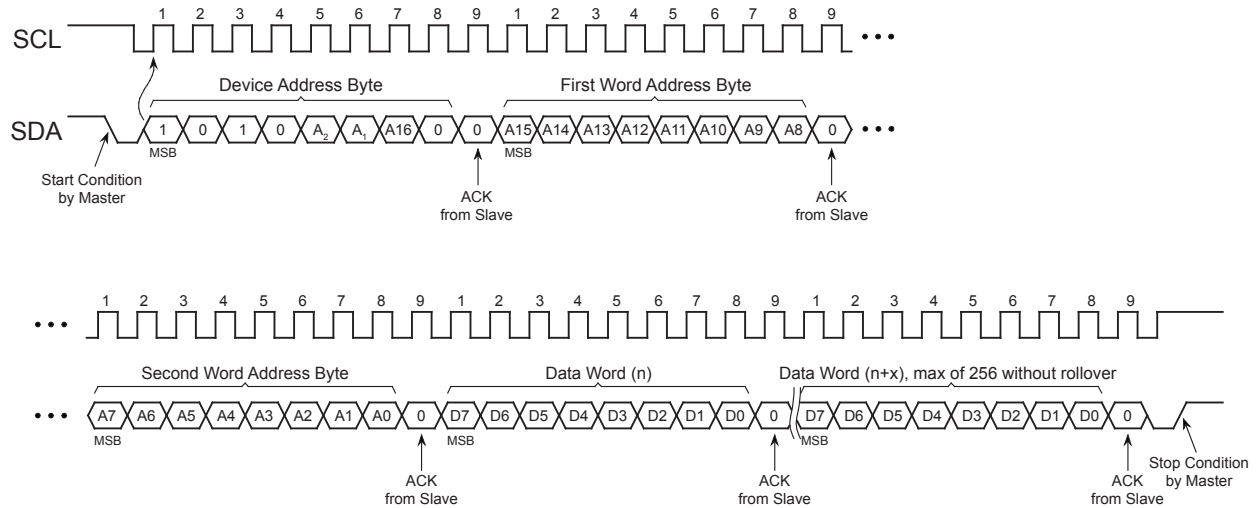 1 2 3 4 5 6 7 8 9 1 2 3 4 5 6 7 8 9
SCL
Device Address Byte First Word Address Byte
SDA 1 0 1 0 A2 A1 A16 0 0 A15 A14 A13 A12 A11 A10 A9 A8 0
MSB MSB
Start Condition
by Master
ACK
from Slave
ACK
from Slave
1 2 3 4 5 6 7 8 9 1 2 3 4 5 6 7 8 9 1 2 3 4 5 6 7 8 9
Second Word Address Byte Data Word (n) Data Word (n+x), max of 256 without rollover
A7 A6 A5 A4 A3 A2 A1 A0 0 D7 D6 D5 D4 D3 D2 D1 D0 0 D7 D6 D5 D4 D3 D2 D1 D0 0
MSB MSB MSB
ACK
from Slave
ACK
from Slave
ACK
from Slave
Stop Condition
by Master